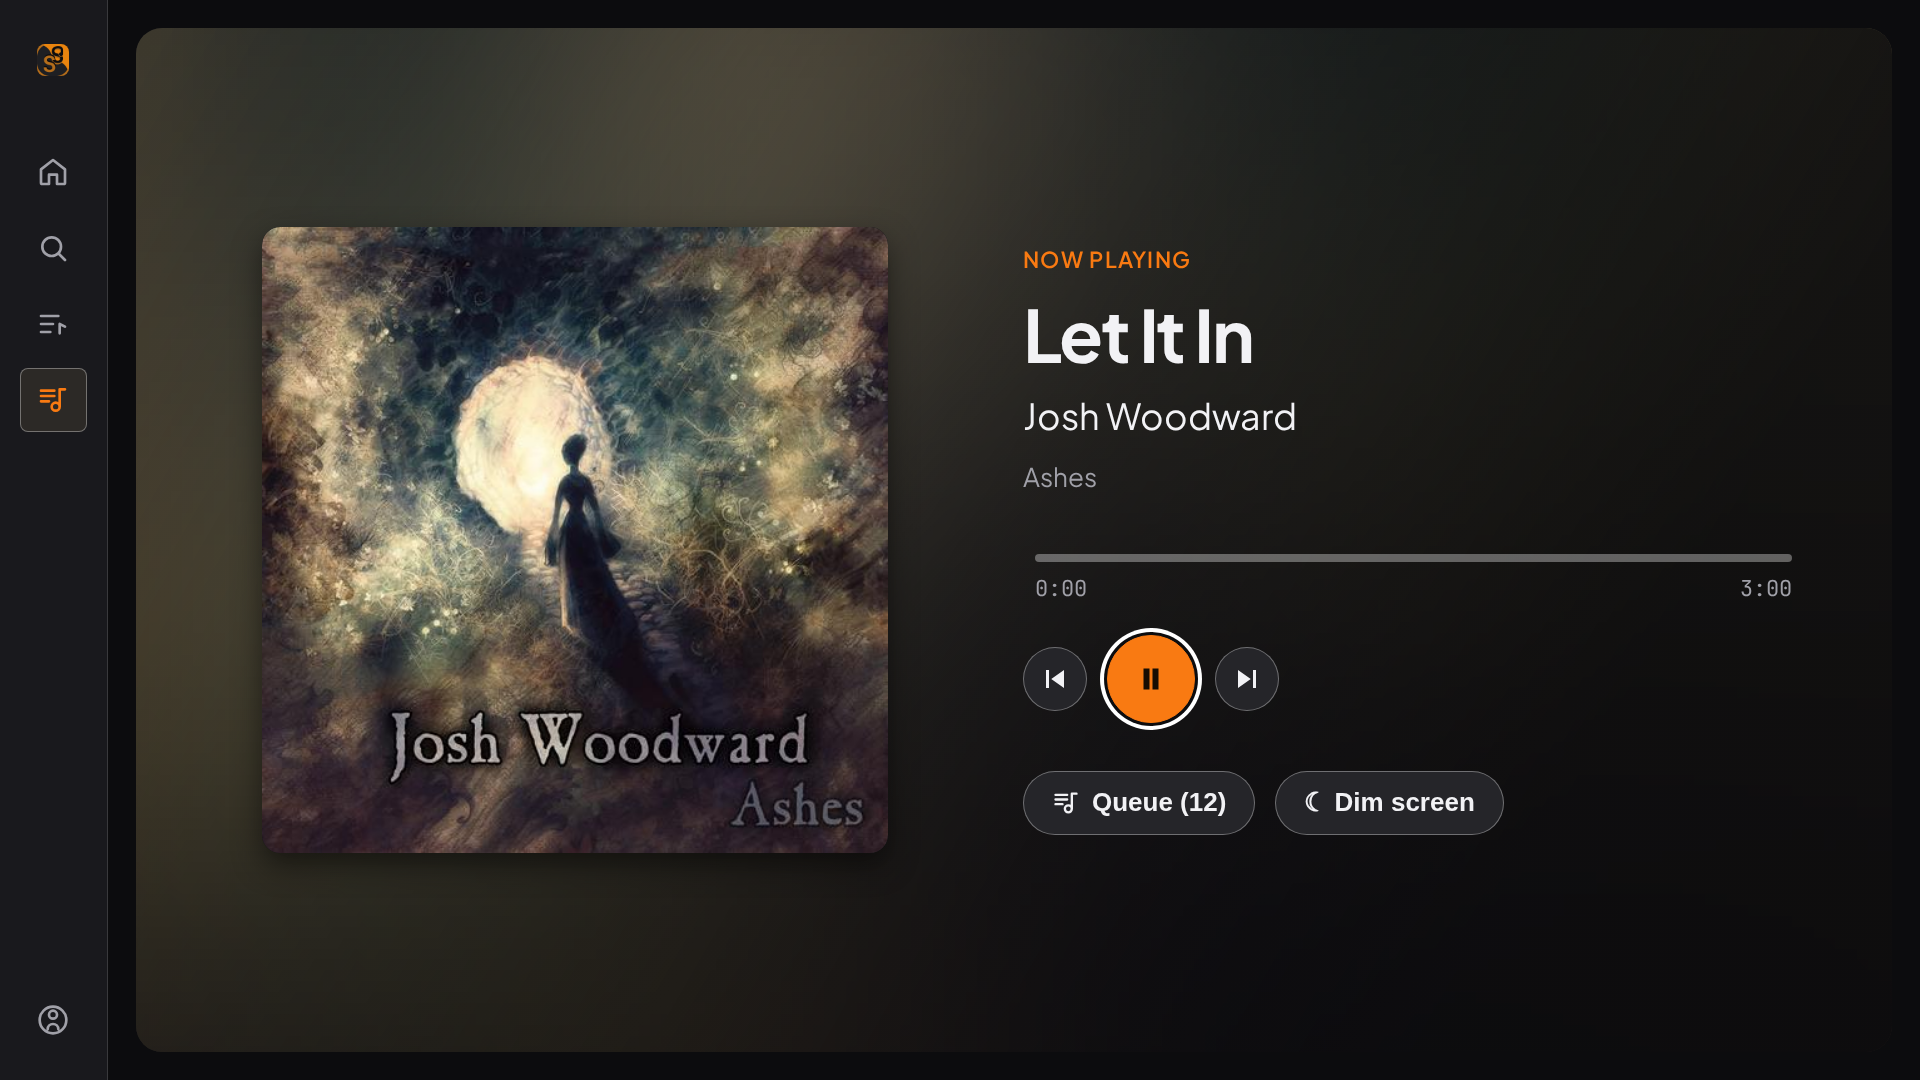 S9
Josh Woodward
Ashes
NOW PLAYING
Let It In
Josh Woodward
Ashes
0:00 3:00
Queue (12) Dim screen